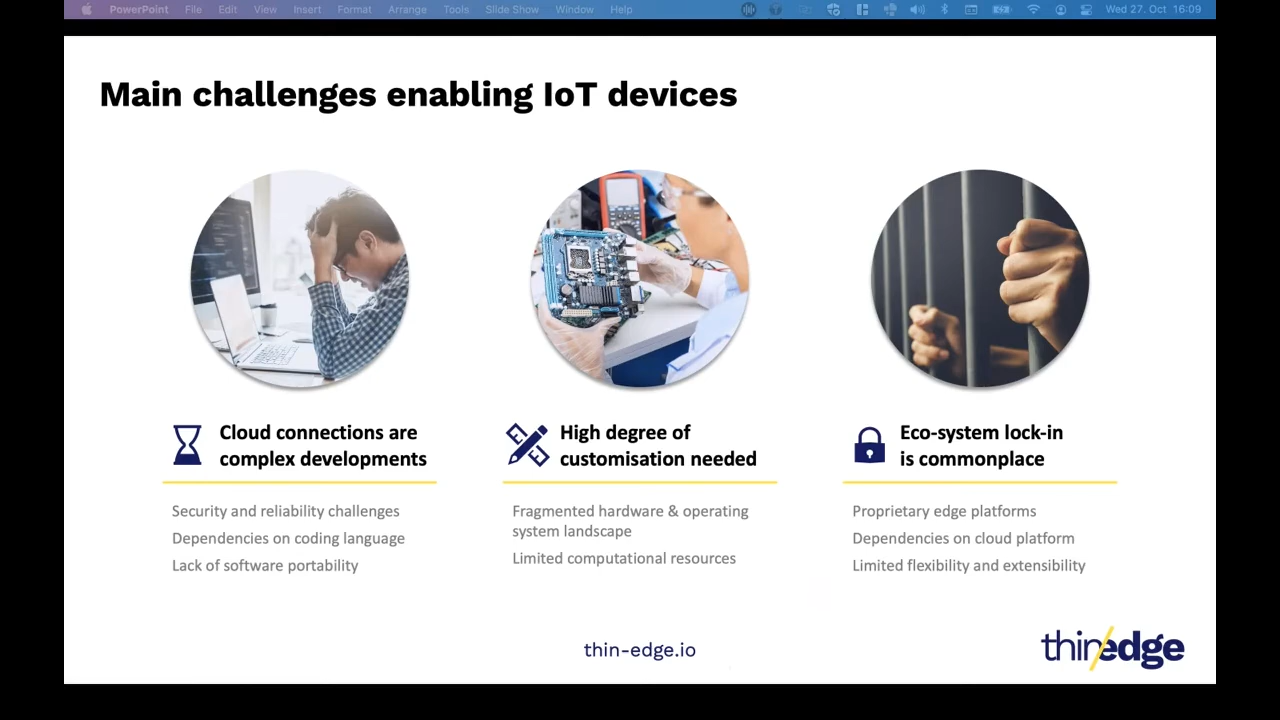 PowerPoint File Edit View Insert Format Arrange Tools Slide Show Window Help Wed 27. Oct 16:09
Main challenges enabling IoT devices
Cloud connections are
complex developments
Security and reliability challenges
Dependencies on coding language
Lack of software portability
High degree of
customisation needed
Fragmented hardware & operating
system landscape
Limited computational resources
Eco-system lock-in
is commonplace
Proprietary edge platforms
Dependencies on cloud platform
Limited flexibility and extensibility
thin-edge.io
thin/edge